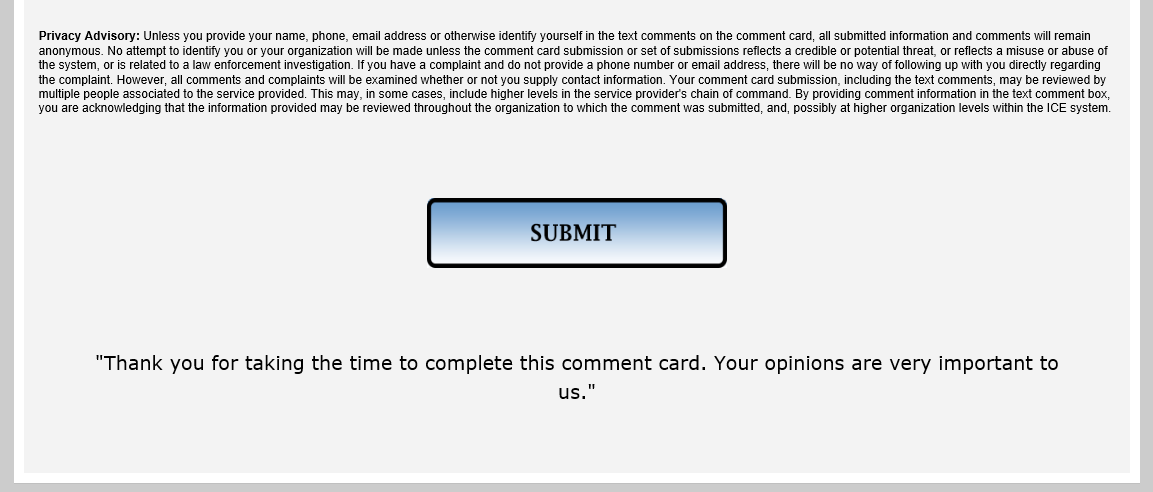 Privacy Advisory: Unless you provide your name, phone, email address or otherwise identify yourself in the text comments on the comment card, all submitted information and comments will remain
anonymous. No attempt to identify you or your organization will be made unless the comment card submission or set of submissions reflects a credible or potential threat, or reflects a misuse or abuse of
the system, or is related to a law enforcement investigation. If you have a complaint and do not provide a phone number or email address, there will be no way of following up with you directly regarding
the complaint. However, all comments and complaints will be examined whether or not you supply contact information. Your comment card submission, including the text comments, may be reviewed by
multiple people associated to the service provided. This may, in some cases, include higher levels in the service provider's chain of command. By providing comment information in the text comment box,
you are acknowledging that the information provided may be reviewed throughout the organization to which the comment was submitted, and, possibly at higher organization levels within the ICE system.
SUBMIT
"Thank you for taking the time to complete this comment card. Your opinions are very important to
us."